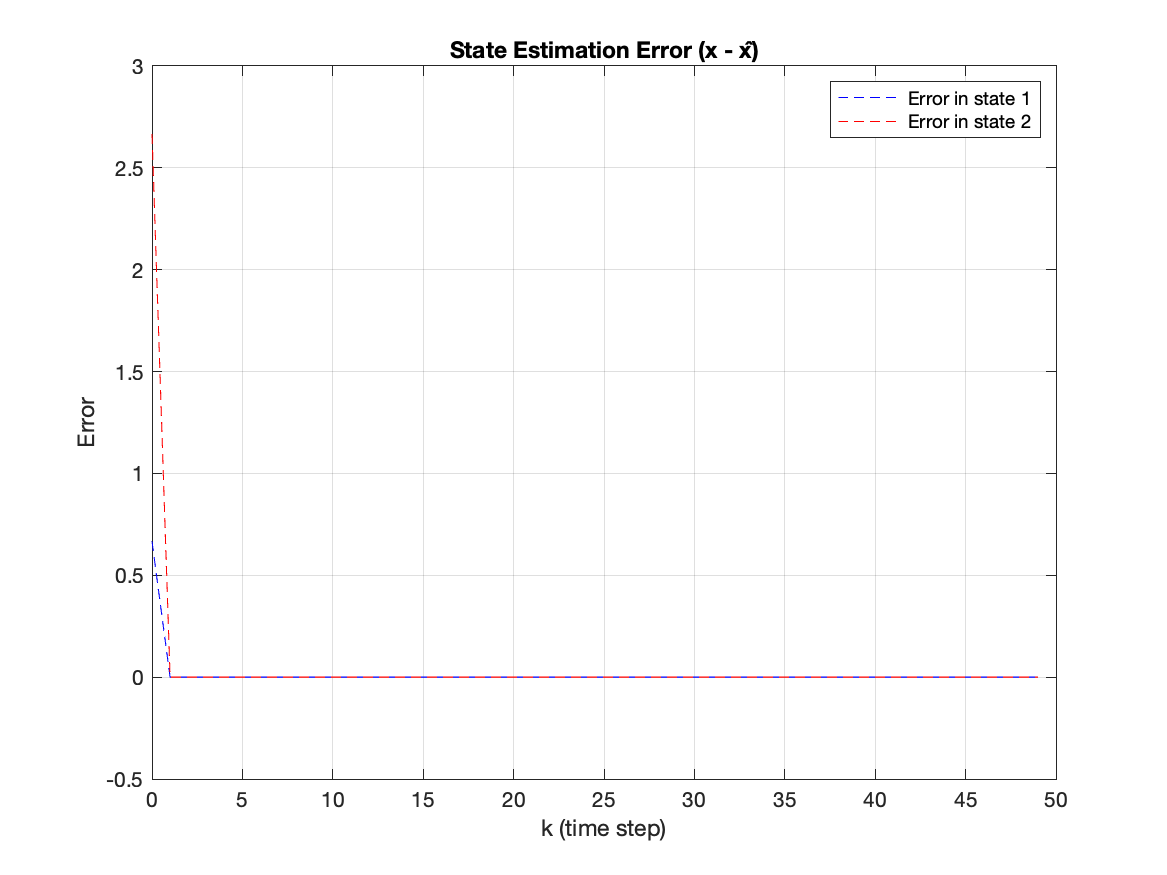 State Estimation Error (x - x̂)
Error in state 1
Error in state 2
3
2.5
2
1.5
1
0.5
0
-0.5
Error
0 5 10 15 20 25 30 35 40 45 50
k (time step)